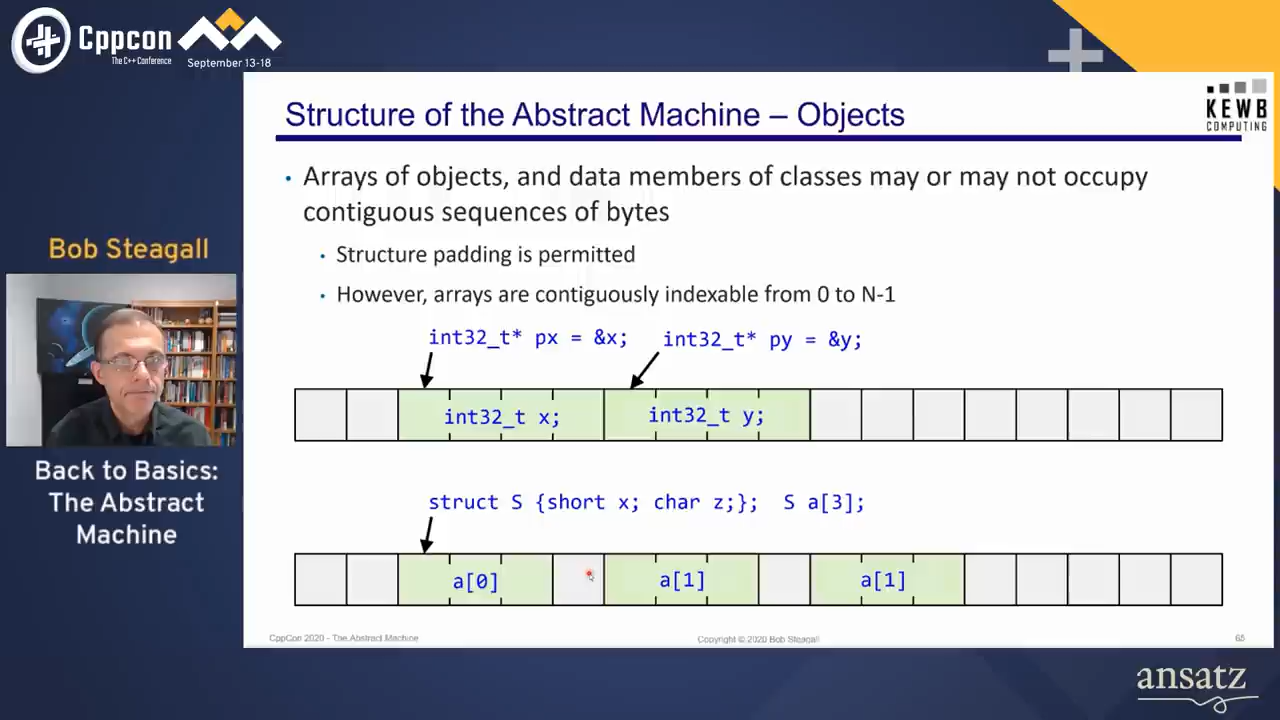 Cppcon
The C++ Conference
September 13-18
KEWB
COMPUTING
Structure of the Abstract Machine – Objects
• Arrays of objects, and data members of classes may or may not occupy
contiguous sequences of bytes
• Structure padding is permitted
• However, arrays are contiguously indexable from 0 to N-1
Bob Steagall
Back to Basics:
The Abstract
Machine
int32_t* px = &x; int32_t* py = &y;
int32_t x; int32_t y;
struct S {short x; char z;}; S a[3];
a[0] a[1] a[1]
CppCon 2020 - The Abstract Machine Copyright © 2020 Bob Steagall 65
ansatz